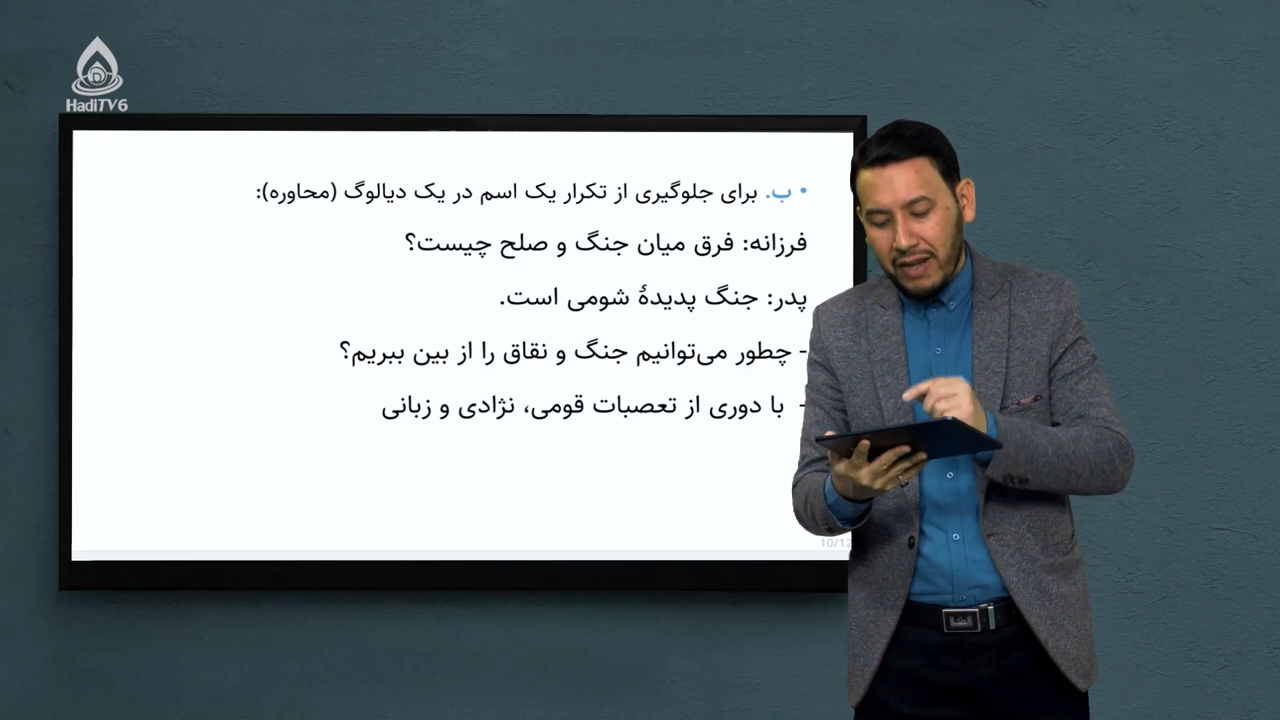 HadiTV6
• ب. برای جلوگیری از تکرار یک اسم در یک دیالوگ (محاوره):
فرزانه: فرق میان جنگ و صلح چیست؟
پدر: جنگ پدیدهٔ شومی است.
- چطور می‌توانیم جنگ و نقاق را از بین ببریم؟
- با دوری از تعصبات قومی، نژادی و زبانی
10/12